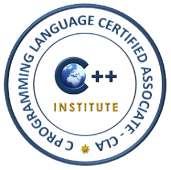 C PROGRAMMING LANGUAGE CERTIFIED ASSOCIATE - CLA
C++
INSTITUTE